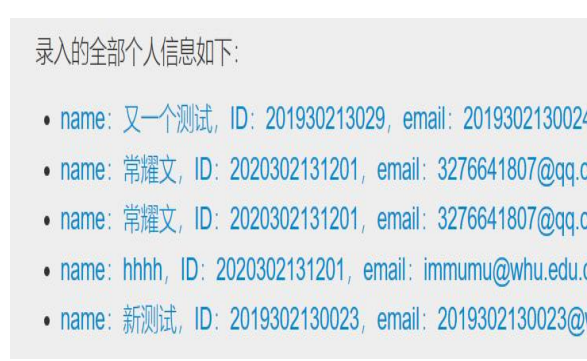 录入的全部个人信息如下:
• name: 又一个测试, ID: 201930213029, email: 2019302130024
• name: 常耀文, ID: 2020302131201, email: 3276641807@qq.c
• name: 常耀文, ID: 2020302131201, email: 3276641807@qq.c
• name: hhhh, ID: 2020302131201, email: immumu@whu.edu.c
• name: 新测试, ID: 2019302130023, email: 2019302130023@w